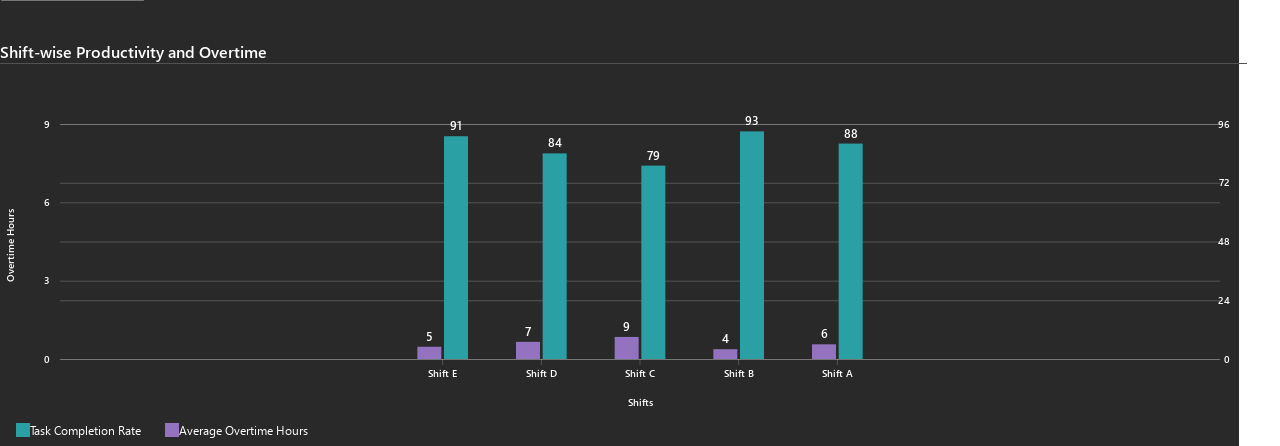 Shift-wise Productivity and Overtime
91 84 79 93 88
9 96
72
6
48
3
24
5 7 9 4 6
0 0
Overtime Hours
Shift E Shift D Shift C Shift B Shift A
Shifts
Task Completion Rate Average Overtime Hours